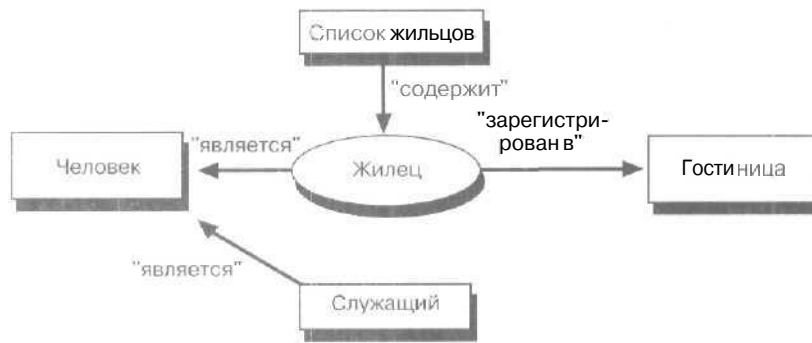 Список жильцов
"содержит"
"зарегистри-
рован в"
"является"
Человек
Жилец
Гостиница
"является"
Служащий